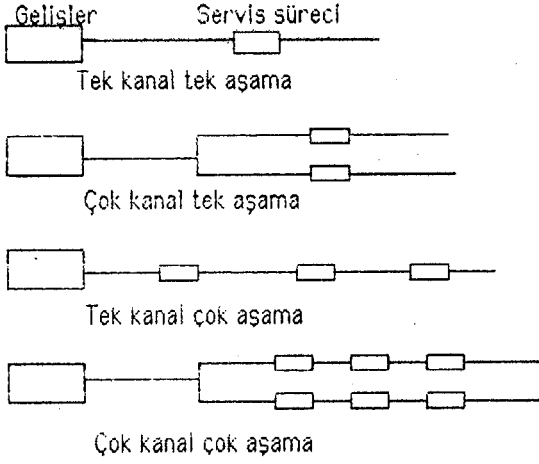 Gelişler Servis süreci
Tek kanal tek aşama
Çok kanal tek aşama
Tek kanal çok aşama
Çok kanal çok aşama